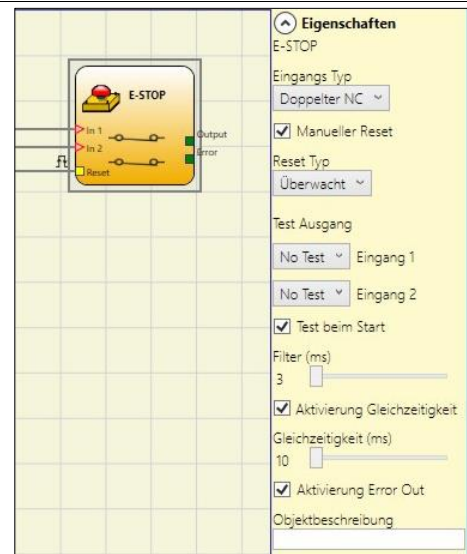 E-STOP
In 1
In 2
Reset
Output
Error
Eigenschaften
E-STOP
Eingangs Typ
Doppelter NC
Manueller Reset
Reset Typ
Überwacht
Test Ausgang
No Test Eingang 1
No Test Eingang 2
Test beim Start
Filter (ms)
3
Aktivierung Gleichzeitigkeit
Gleichzeitigkeit (ms)
10
Aktivierung Error Out
Objektbeschreibung